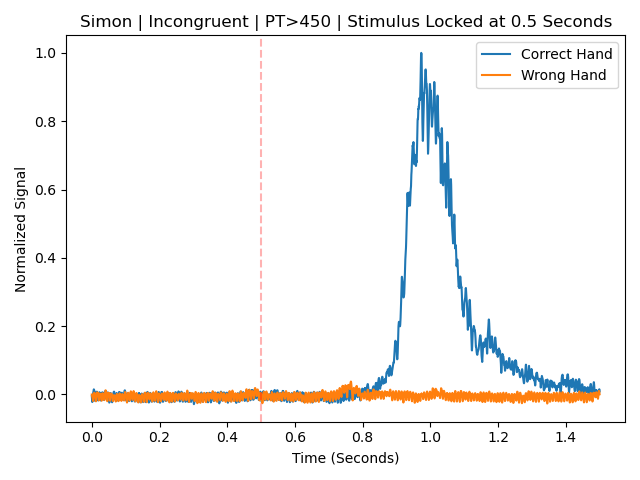 Simon | Incongruent | PT>450 | Stimulus Locked at 0.5 Seconds
Correct Hand
Wrong Hand
Normalized Signal
1.0
0.8
0.6
0.4
0.2
0.0
0.0 0.2 0.4 0.6 0.8 1.0 1.2 1.4
Time (Seconds)